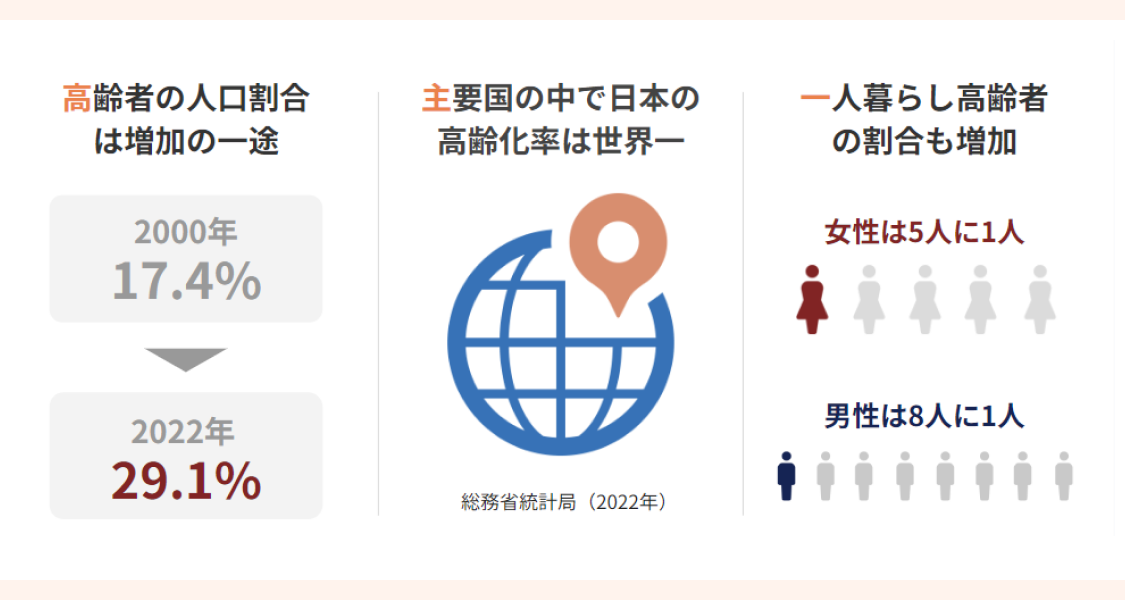 高齢者の人口割合
は増加の一途
2000年
17.4%
2022年
29.1%
主要国の中で日本の
高齢化率は世界一
総務省統計局（2022年）
一人暮らし高齢者
の割合も増加
女性は5人に1人
男性は8人に1人